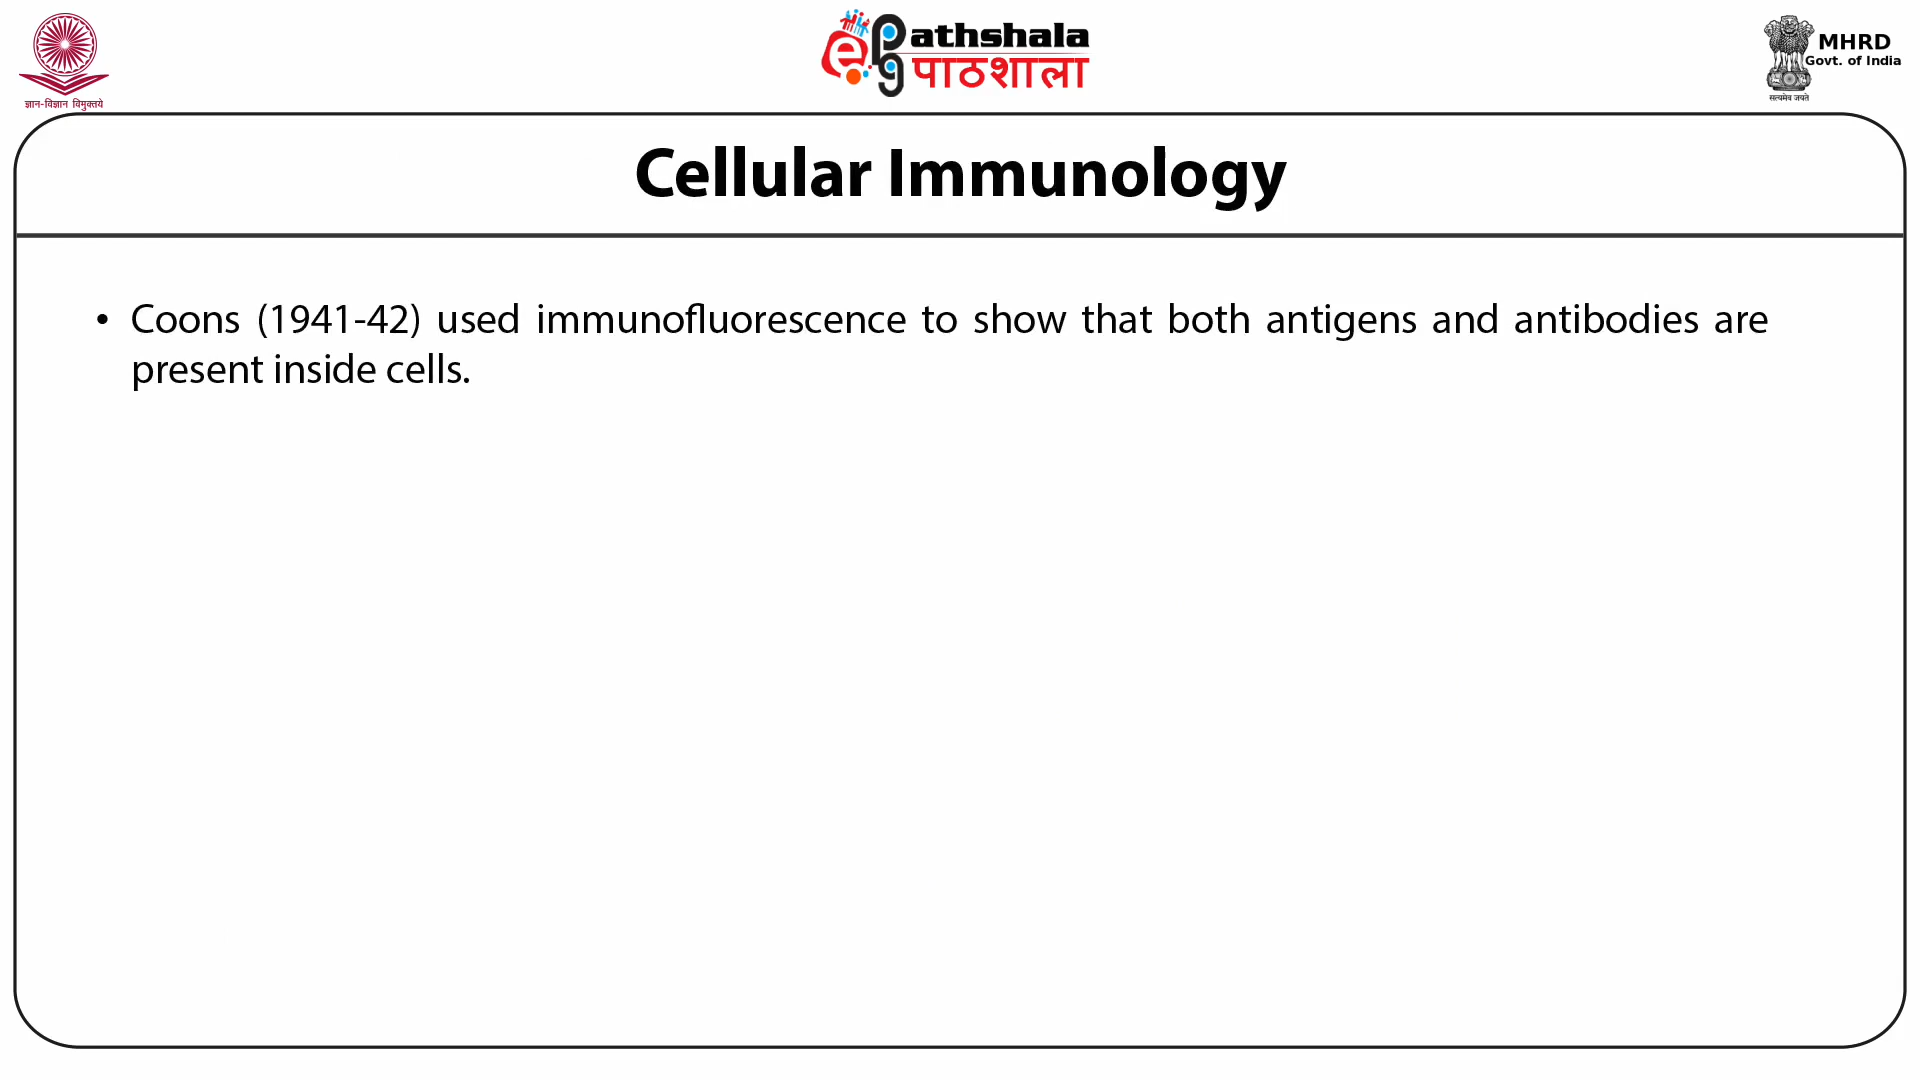 ज्ञान-विज्ञान विमुक्तये
e pg athshala
पाठशाला
MHRD
Govt. of India
सत्यमेव जयते
Cellular Immunology
• Coons (1941-42) used immunofluorescence to show that both antigens and antibodies are
present inside cells.